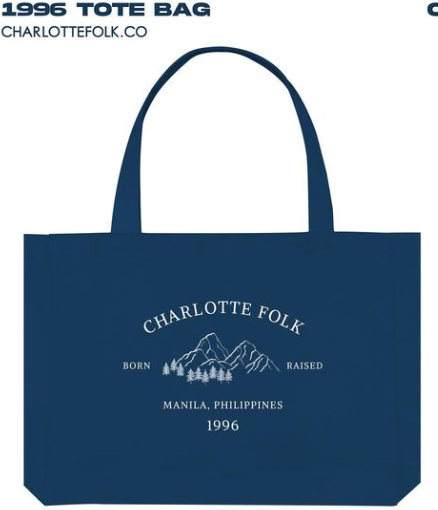 1996 TOTE BAG
CHARLOTTEFOLK.CO
CHARLOTTE FOLK
BORN RAISED
MANILA, PHILIPPINES
1996